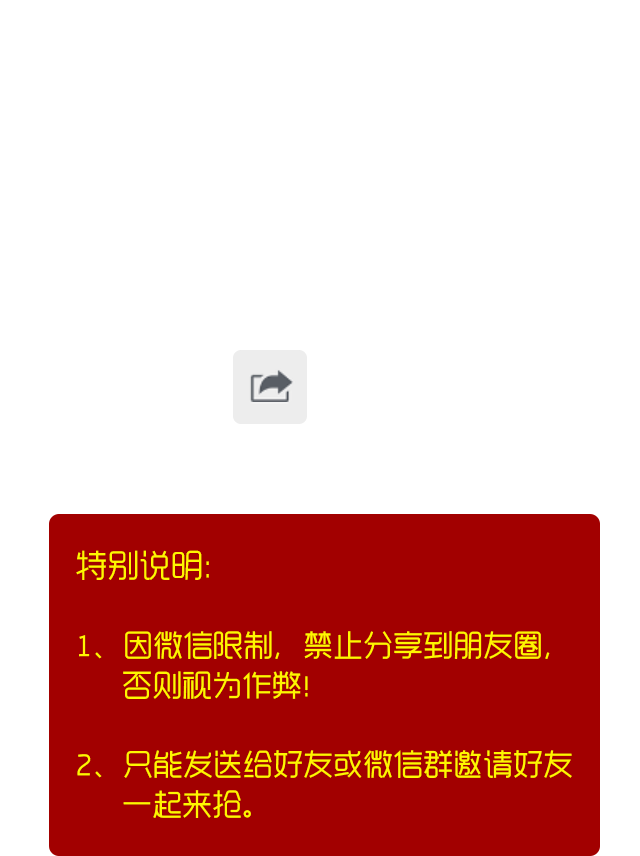 特别说明:
1、因微信限制, 禁止分享到朋友圈,
否则视为作弊!
2、只能发送给好友或微信群邀请好友
一起来抢。